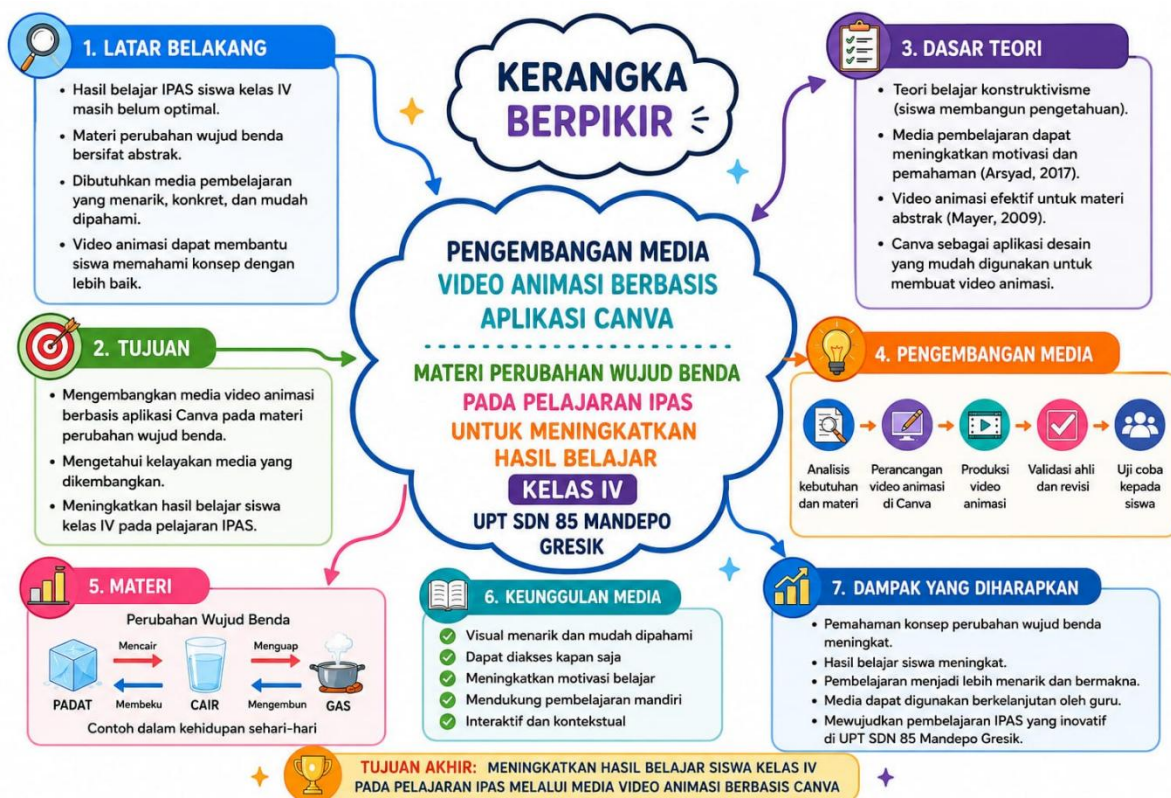 KERANGKA
BERPIKIR
1. LATAR BELAKANG
• Hasil belajar IPAS siswa kelas IV
masih belum optimal.
• Materi perubahan wujud benda
bersifat abstrak.
• Dibutuhkan media pembelajaran
yang menarik, konkret, dan mudah
dipahami.
• Video animasi dapat membantu
siswa memahami konsep dengan
lebih baik.
2. TUJUAN
• Mengembangkan media video animasi
berbasis aplikasi Canva pada materi
perubahan wujud benda.
• Mengetahui kelayakan media yang
dikembangkan.
• Meningkatkan hasil belajar siswa
kelas IV pada pelajaran IPAS.
PENGEMBANGAN MEDIA
VIDEO ANIMASI BERBASIS
APLIKASI CANVA
MATERI PERUBAHAN WUJUD BENDA
PADA PELAJARAN IPAS
UNTUK MENINGKATKAN
HASIL BELAJAR
KELAS IV
UPT SDN 85 MANDEPO
GRESIK
3. DASAR TEORI
• Teori belajar konstruktivisme
(siswa membangun pengetahuan).
• Media pembelajaran dapat
meningkatkan motivasi dan
pemahaman (Arsyad, 2017).
• Video animasi efektif untuk materi
abstrak (Mayer, 2009).
• Canva sebagai aplikasi desain
yang mudah digunakan untuk
membuat video animasi.
4. PENGEMBANGAN MEDIA
Analisis
kebutuhan
dan materi
Perancangan
video animasi
di Canva
Produksi
video
animasi
Validasi ahli
dan revisi
Uji coba
kepada
siswa
5. MATERI
Perubahan Wujud Benda
Mencair
Menguap
PADAT
Membeku
CAIR
Mengembun
GAS
Contoh dalam kehidupan sehari-hari
6. KEUNGGULAN MEDIA
Visual menarik dan mudah dipahami
Dapat diakses kapan saja
Meningkatkan motivasi belajar
Mendukung pembelajaran mandiri
Interaktif dan kontekstual
7. DAMPAK YANG DIHARAPKAN
• Pemahaman konsep perubahan wujud benda
meningkat.
• Hasil belajar siswa meningkat.
• Pembelajaran menjadi lebih menarik dan bermakna.
• Media dapat digunakan berkelanjutan oleh guru.
• Mewujudkan pembelajaran IPAS yang inovatif
di UPT SDN 85 Mandepo Gresik.
TUJUAN AKHIR: MENINGKATKAN HASIL BELAJAR SISWA KELAS IV
PADA PELAJARAN IPAS MELALUI MEDIA VIDEO ANIMASI BERBASIS CANVA